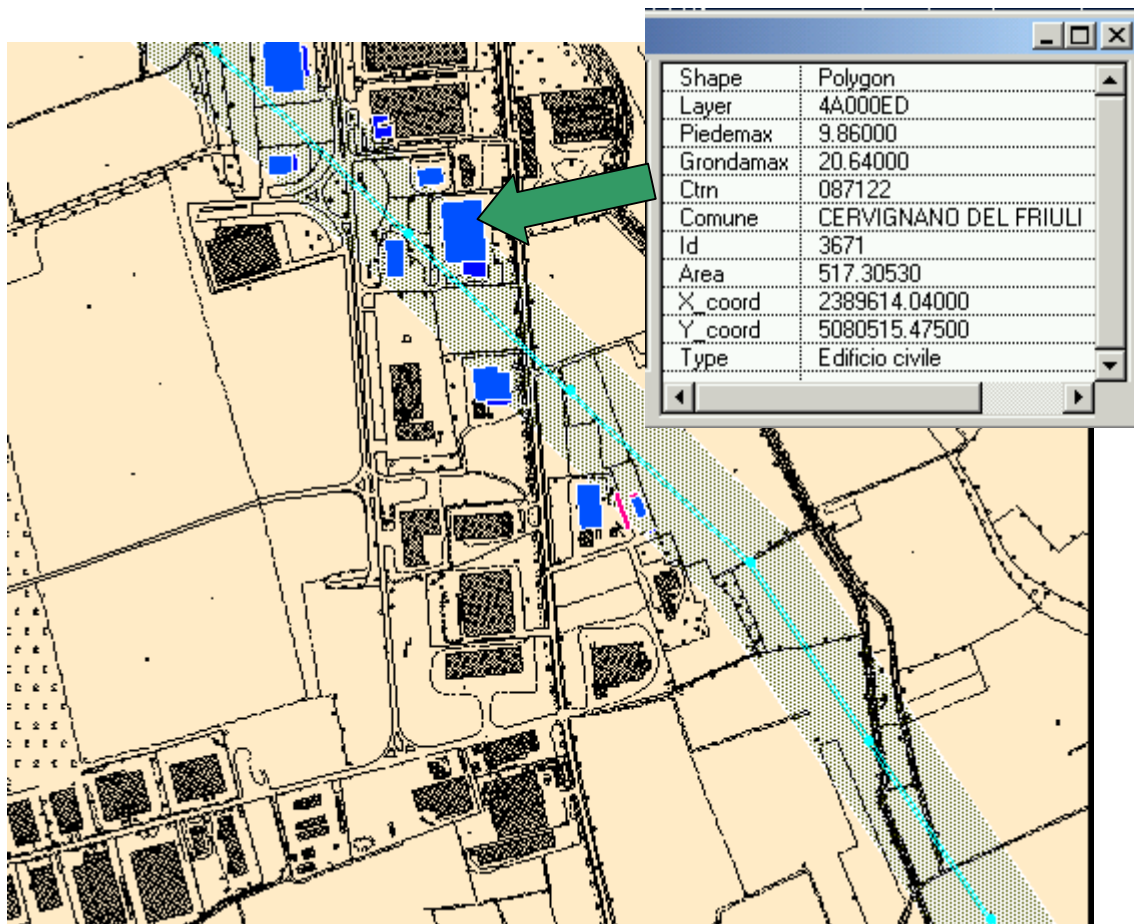 Shape Polygon
Layer 4A000ED
Piedemax 9.86000
Grondamax 20.64000
Ctrn 087122
Comune CERVIGNANO DEL FRIULI
Id 3671
Area 517.30530
X_coord 2389614.04000
Y_coord 5080515.47500
Type Edificio civile